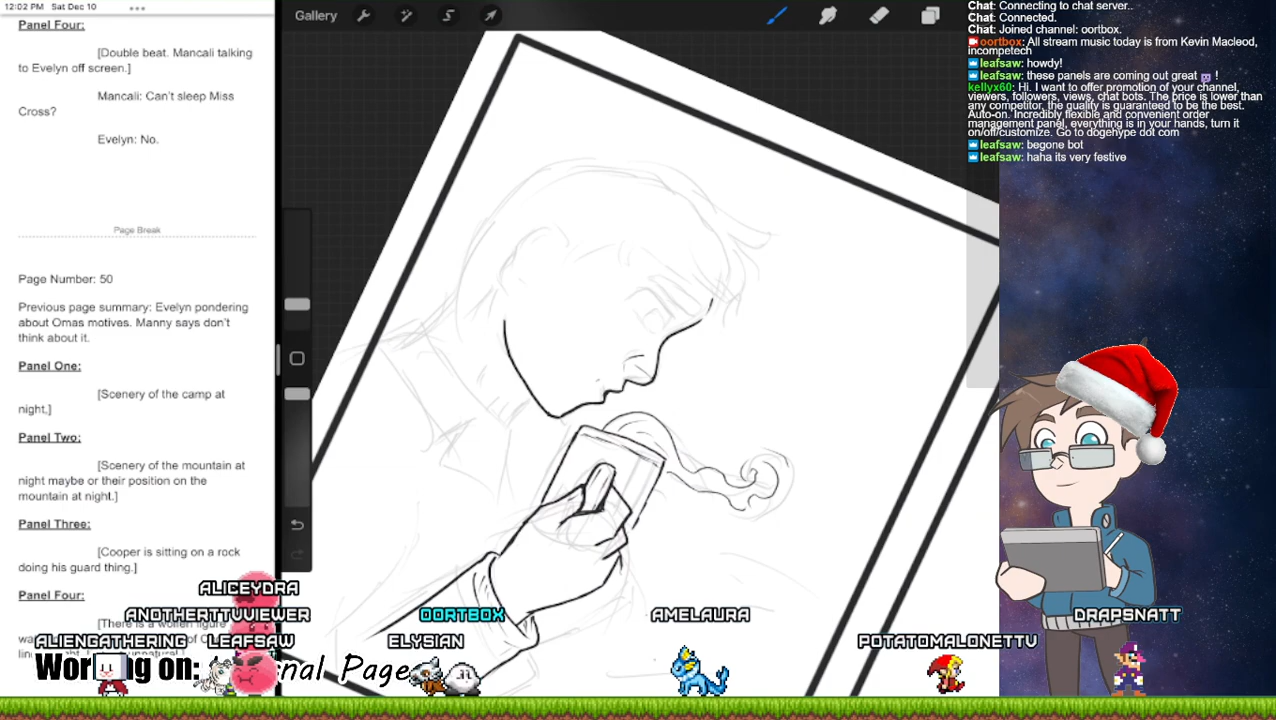 12:02 PM Sat Dec 10
Panel Four:
[Double beat. Mancali talking
to Evelyn off screen.]
Mancali: Can't sleep Miss
Cross?
Evelyn: No.
Page Break
Page Number: 50
Previous page summary: Evelyn pondering
about Omas motives. Manny says don't
think about it.
Panel One:
[Scenery of the camp at
night.]
Panel Two:
[Scenery of the mountain at
night maybe or their position on the
mountain at night.]
Panel Three:
[Cooper is sitting on a rock
doing his guard thing.]
Panel Four:
[There is a figure
Gallery
Chat: Connecting to chat server..
Chat: Connected.
Chat: Joined channel: oortbox.
oortbox: All stream music today is from Kevin Macleod,
incompetech
leafsaw: howdy!
leafsaw: these panels are coming out great !
kellyx60: Hi. I want to offer promotion of your channel,
viewers, followers, views, chat bots. The price is lower than
any competitor, the quality is guaranteed to be the best.
Auto-on. Incredibly flexible and convenient order
management panel, everything is in your hands, turn it
on/off/customize. Go to dogehype dot com
leafsaw: begone bot
leafsaw: haha its very festive
ALICEYDRA
ANOTHERTTVVIEWER
OORTBOX
AMELAURA
DRAPSNATT
ALIENGATHERING
LEAFSAW
ELYSIAN
POTATOMALONETTV
Page